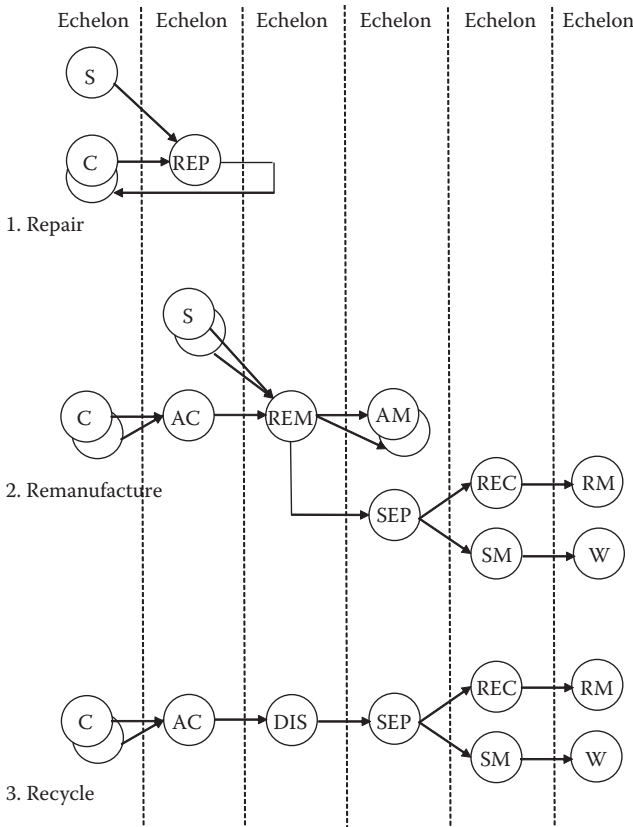 Echelon Echelon Echelon Echelon Echelon Echelon
S
C REP
1. Repair
S
C AC REM AM
2. Remanufacture
SEP REC RM
SM W
REC RM
C AC DIS SEP
SM W
3. Recycle